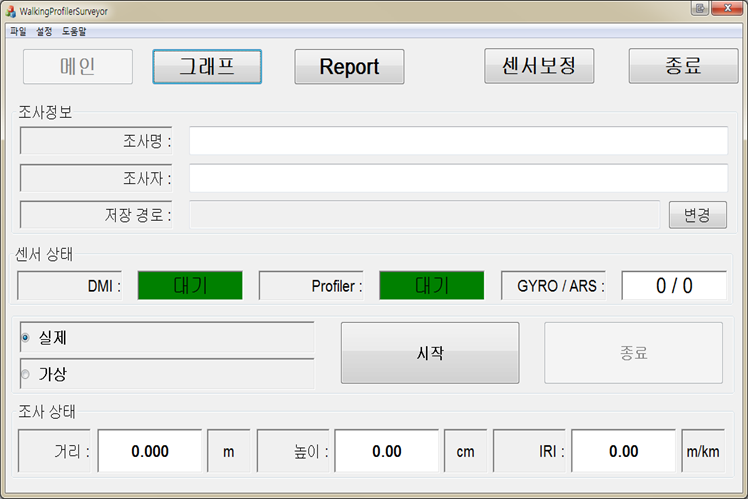 WalkingProfilerSurveyor
파일 설정 도움말
메인 그래프 Report 센서보정 종료
조사정보
조사명 :
조사자 :
저장 경로 : 변경
센서 상태
DMI : 대기 Profiler : 대기 GYRO / ARS : 0 / 0
실제 시작 종료
가상
조사 상태
거리 : 0.000 m 높이 : 0.00 cm IRI : 0.00 m/km